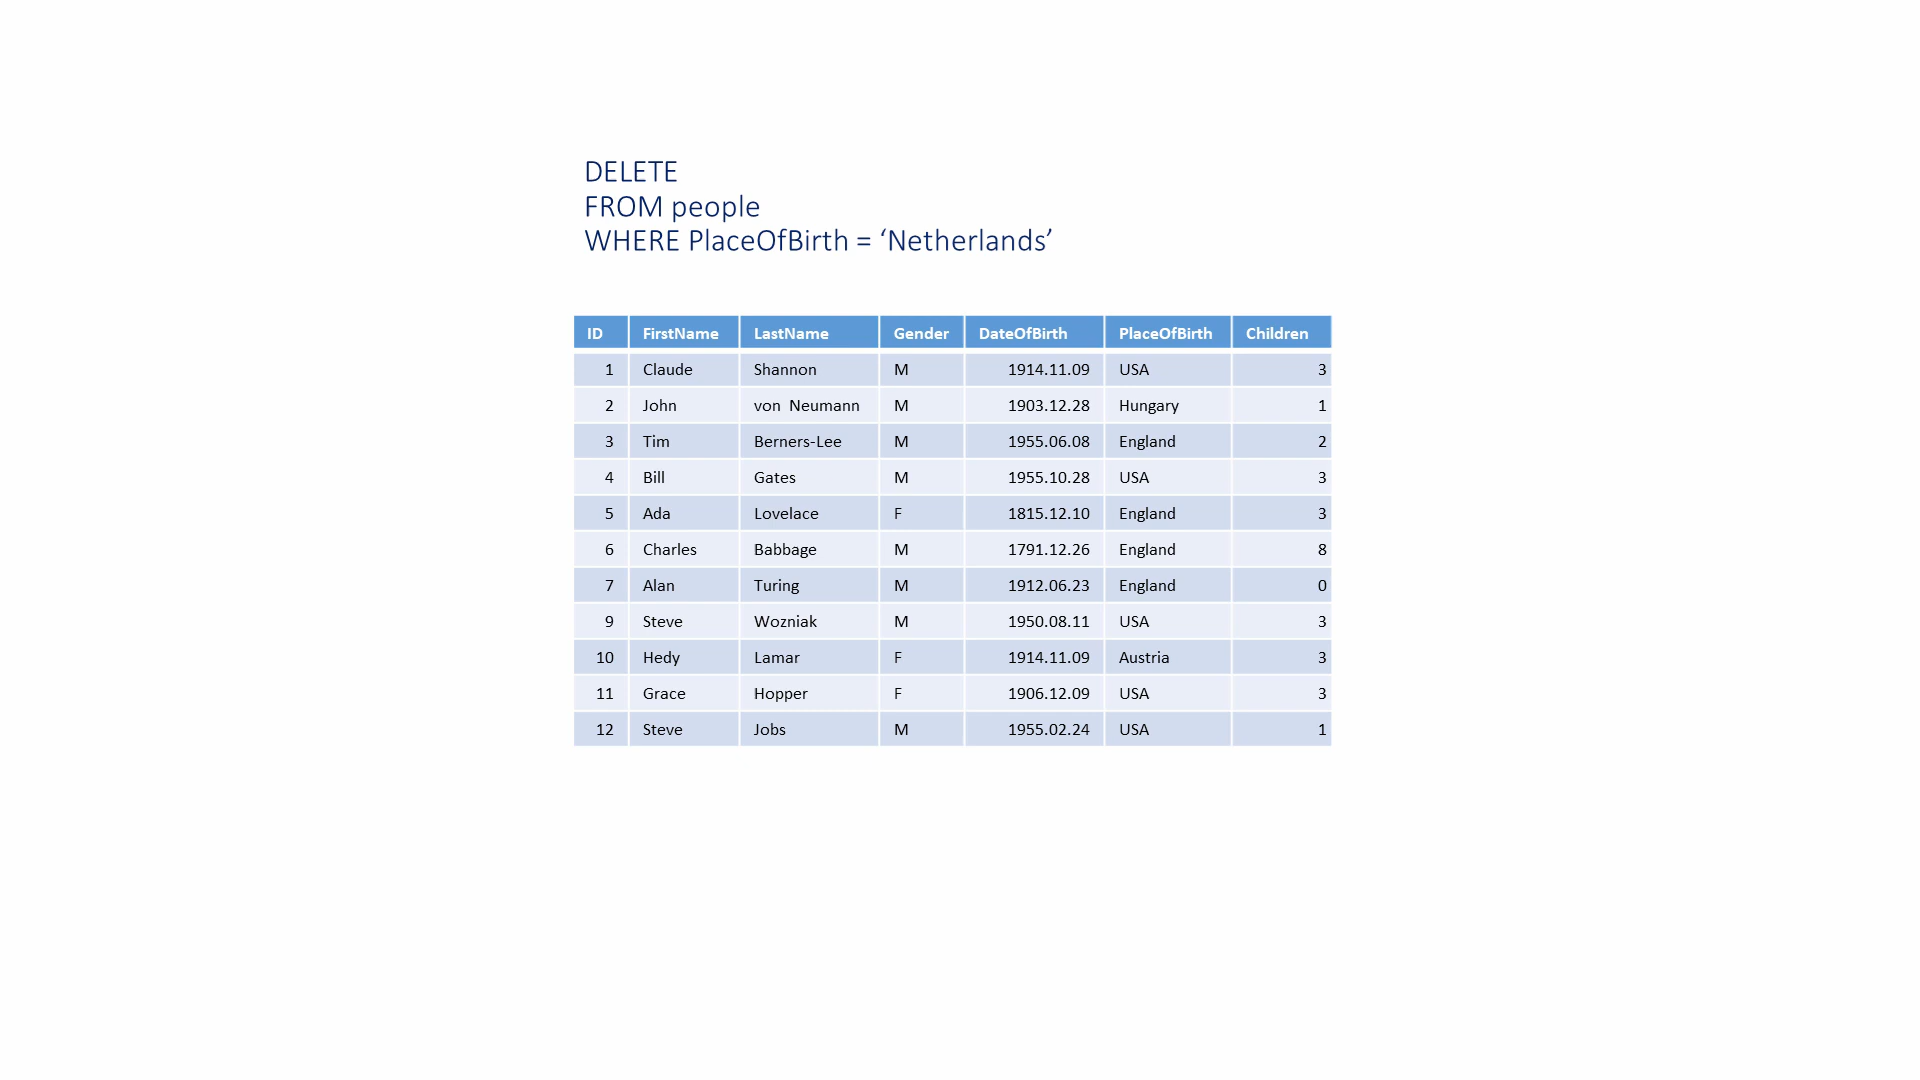 DELETE
FROM people
WHERE PlaceOfBirth = ‘Netherlands’
ID FirstName LastName Gender DateOfBirth PlaceOfBirth Children
1 Claude Shannon M 1914.11.09 USA 3
2 John von Neumann M 1903.12.28 Hungary 1
3 Tim Berners-Lee M 1955.06.08 England 2
4 Bill Gates M 1955.10.28 USA 3
5 Ada Lovelace F 1815.12.10 England 3
6 Charles Babbage M 1791.12.26 England 8
7 Alan Turing M 1912.06.23 England 0
9 Steve Wozniak M 1950.08.11 USA 3
10 Hedy Lamar F 1914.11.09 Austria 3
11 Grace Hopper F 1906.12.09 USA 3
12 Steve Jobs M 1955.02.24 USA 1